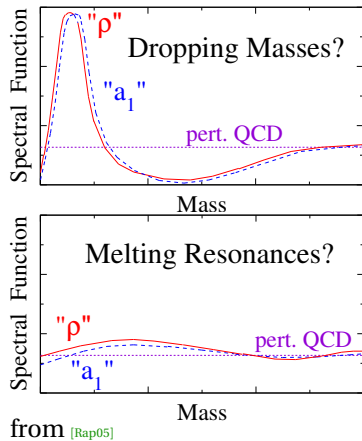 Spectral Function
"ρ"
Dropping Masses?
"a₁"
pert. QCD
Mass
Spectral Function
Melting Resonances?
"ρ"
pert. QCD
"a₁"
Mass
from [Rap05]